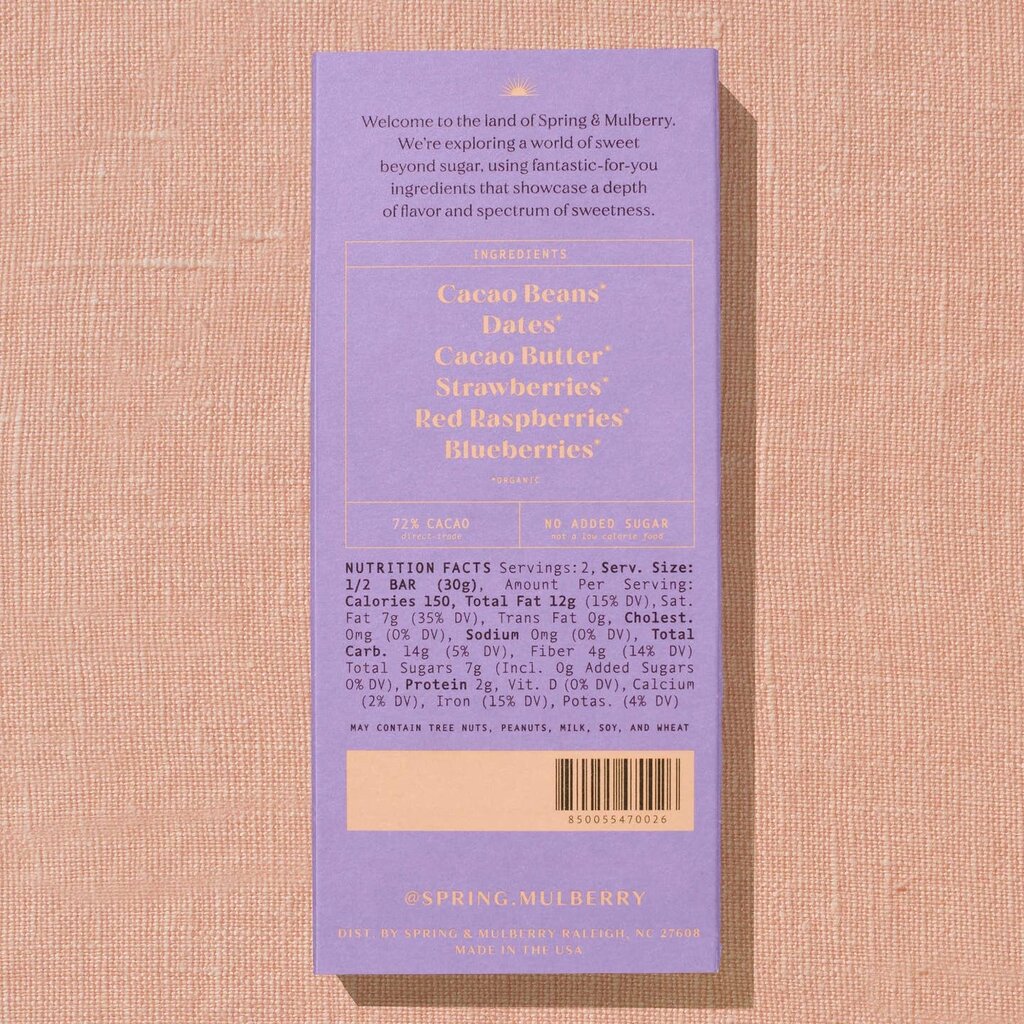 Welcome to the land of Spring & Mulberry.
We're exploring a world of sweet
beyond sugar, using fantastic-for-you
ingredients that showcase a depth
of flavor and spectrum of sweetness.
INGREDIENTS
Cacao Beans*
Dates*
Cacao Butter*
Strawberries*
Red Raspberries*
Blueberries*
*ORGANIC
72% CACAO
direct-trade
NO ADDED SUGAR
not a low calorie food
NUTRITION FACTS Servings: 2, Serv. Size:
1/2 BAR (30g), Amount Per Serving:
Calories 150, Total Fat 12g (15% DV), Sat.
Fat 7g (35% DV), Trans Fat 0g, Cholest.
0mg (0% DV), Sodium 0mg (0% DV), Total
Carb. 14g (5% DV), Fiber 4g (14% DV)
Total Sugars 7g (Incl. 0g Added Sugars
0% DV), Protein 2g, Vit. D (0% DV), Calcium
(2% DV), Iron (15% DV), Potas. (4% DV)
MAY CONTAIN TREE NUTS, PEANUTS, MILK, SOY, AND WHEAT
850055470026
@SPRING.MULBERRY
DIST. BY SPRING & MULBERRY RALEIGH, NC 27608
MADE IN THE USA